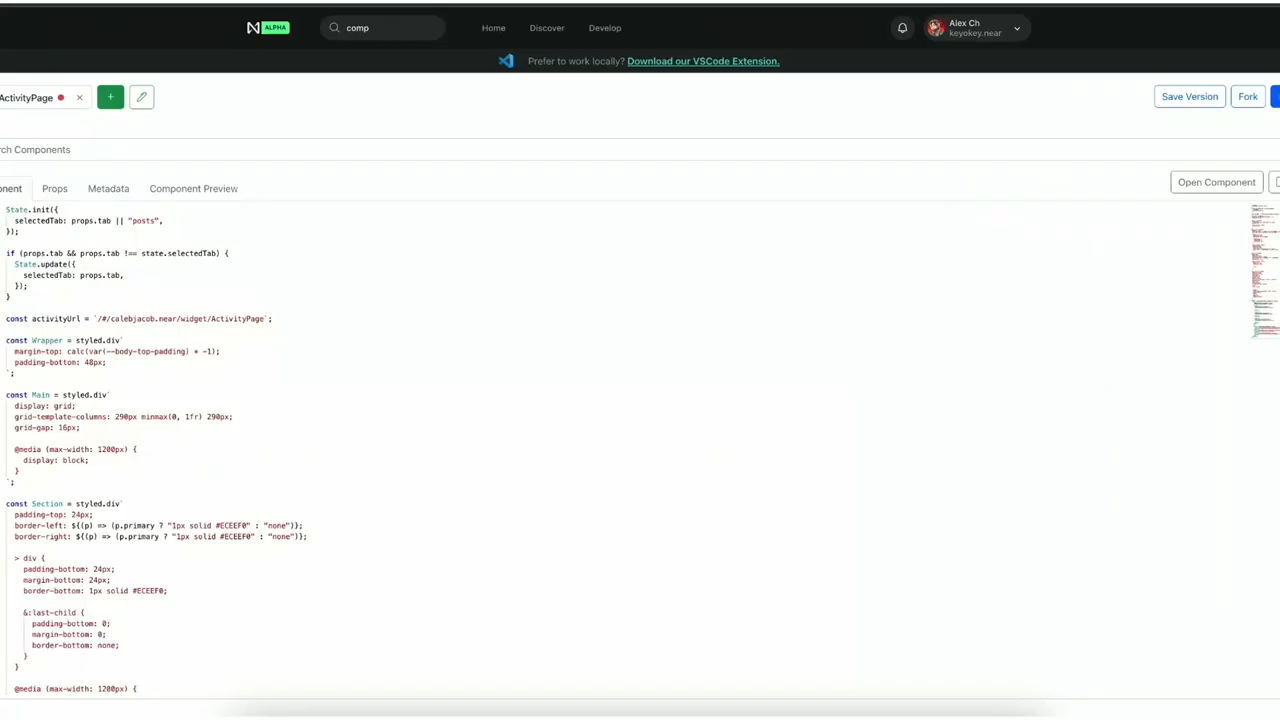 ALPHA
comp
Home
Discover
Develop
Alex Ch
keyokey.near
Prefer to work locally? Download our VSCode Extension.
ActivityPage
+
Save Version
Fork
rch Components
onent
Props
Metadata
Component Preview
Open Component
State.init({
  selectedTab: props.tab || "posts",
});
if (props.tab && props.tab !== state.selectedTab) {
  State.update({
    selectedTab: props.tab,
  });
}
const activityUrl = `/#/calebjacob.near/widget/ActivityPage`;
const Wrapper = styled.div`
  margin-top: calc(var(--body-top-padding) * -1);
  padding-bottom: 48px;
`;
const Main = styled.div`
  display: grid;
  grid-template-columns: 290px minmax(0, 1fr) 290px;
  grid-gap: 16px;
  @media (max-width: 1200px) {
    display: block;
  }
`;
const Section = styled.div`
  padding-top: 24px;
  border-left: ${(p) => (p.primary ? "1px solid #ECEEF0" : "none")};
  border-right: ${(p) => (p.primary ? "1px solid #ECEEF0" : "none")};
  > div {
    padding-bottom: 24px;
    margin-bottom: 24px;
    border-bottom: 1px solid #ECEEF0;
    &:last-child {
      padding-bottom: 0;
      margin-bottom: 0;
      border-bottom: none;
    }
  }
  @media (max-width: 1200px) {